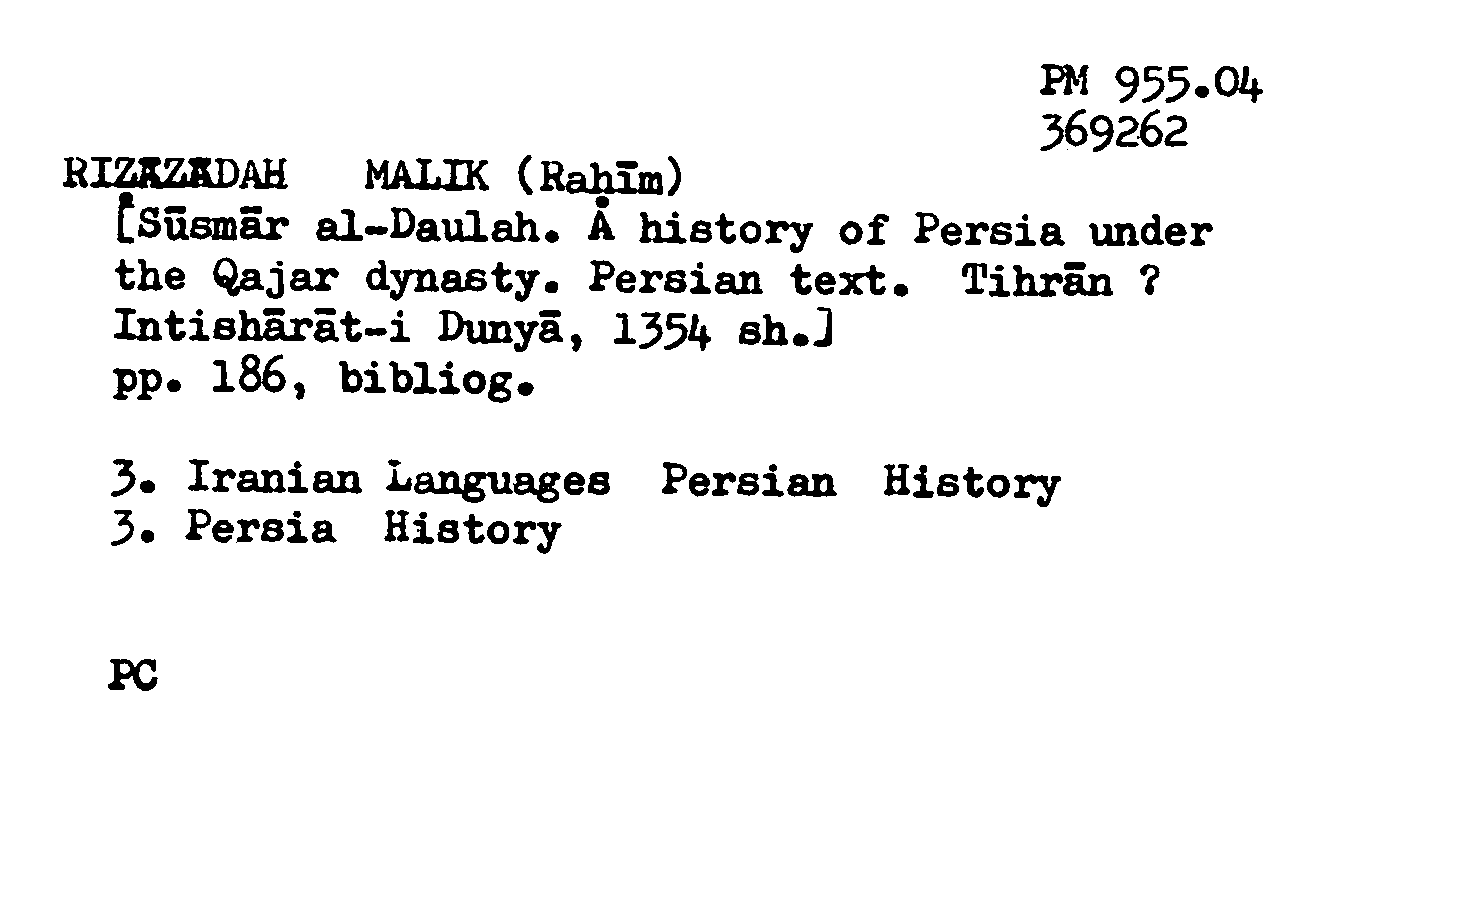 PM 955.04
369262
RIẒĀZĀDAH MALIK (Raḥīm)
[Sūsmār al-Daulah. A history of Persia under
the Qajar dynasty. Persian text. Tihrān ?
Intishārāt-i Dunyā, 1354 sh.]
pp. 186, bibliog.
3. Iranian Languages Persian History
3. Persia History
PC